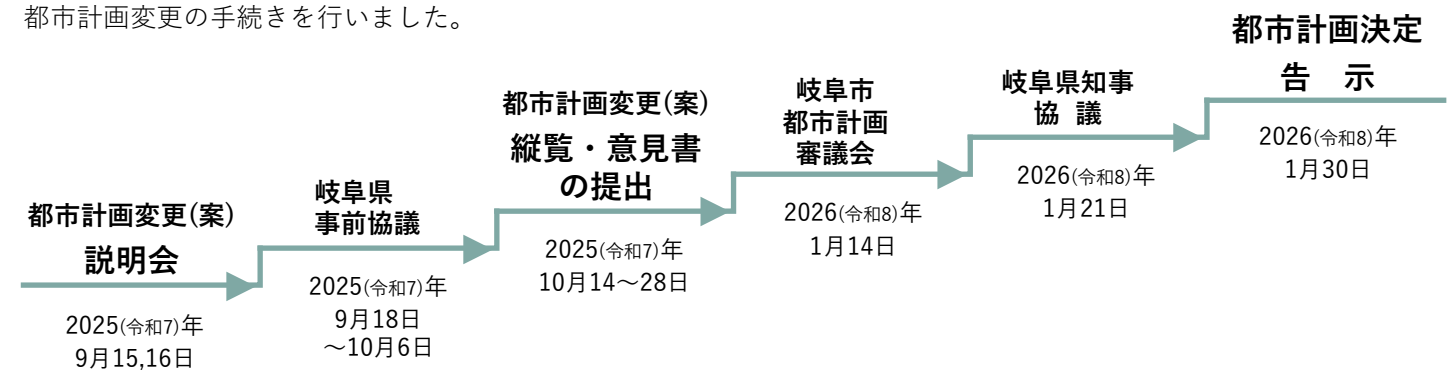 都市計画変更の手続きを行いました。
都市計画変更(案)
説明会
2025(令和7)年
9月15,16日
岐阜県
事前協議
2025(令和7)年
9月18日
～10月6日
都市計画変更(案)
縦覧・意見書
の提出
2025(令和7)年
10月14～28日
岐阜市
都市計画
審議会
2026(令和8)年
1月14日
岐阜県知事
協 議
2026(令和8)年
1月21日
都市計画決定
告 示
2026(令和8)年
1月30日